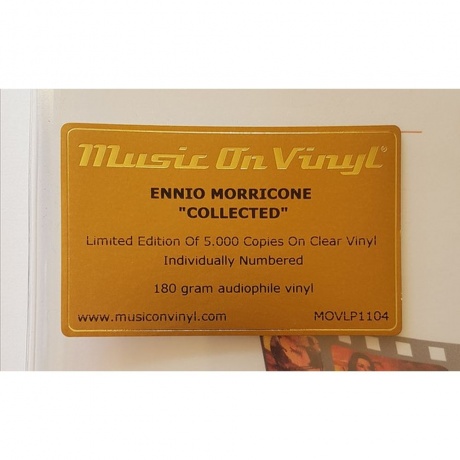 Music On Vinyl®
ENNIO MORRICONE
"COLLECTED"
Limited Edition Of 5,000 Copies On Clear Vinyl
Individually Numbered
180 gram audiophile vinyl
www.musiconvinyl.com MOVLP1104